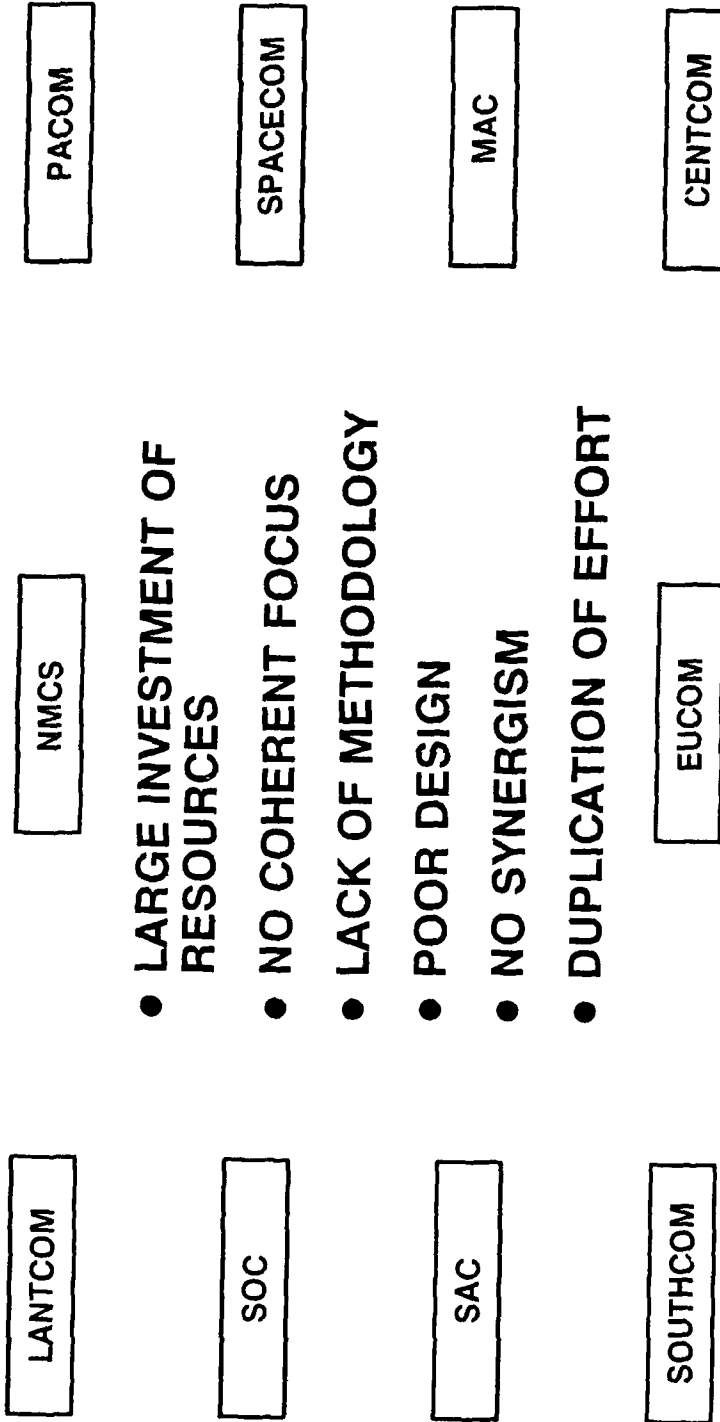 LANTCOM
NMCS
PACOM
SOC
SPACECOM
SAC
MAC
SOUTHCOM
EUCOM
CENTCOM
● LARGE INVESTMENT OF
RESOURCES
● NO COHERENT FOCUS
● LACK OF METHODOLOGY
● POOR DESIGN
● NO SYNERGISM
● DUPLICATION OF EFFORT